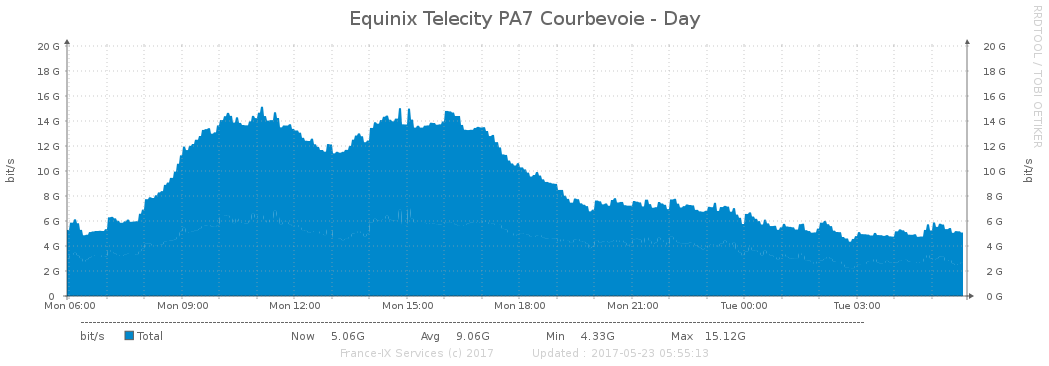 Equinix Telecity PA7 Courbevoie - Day
RRDTOOL / TOBI OETIKER
bit/s
20 G 20 G
18 G 18 G
16 G 16 G
14 G 14 G
12 G 12 G
10 G 10 G
8 G 8 G
6 G 6 G
4 G 4 G
2 G 2 G
0 0 G
bit/s
Mon 06:00 Mon 09:00 Mon 12:00 Mon 15:00 Mon 18:00 Mon 21:00 Tue 00:00 Tue 03:00
bit/s Total Now 5.06G Avg 9.06G Min 4.33G Max 15.12G
France-IX Services (c) 2017 Updated : 2017-05-23 05:55:13